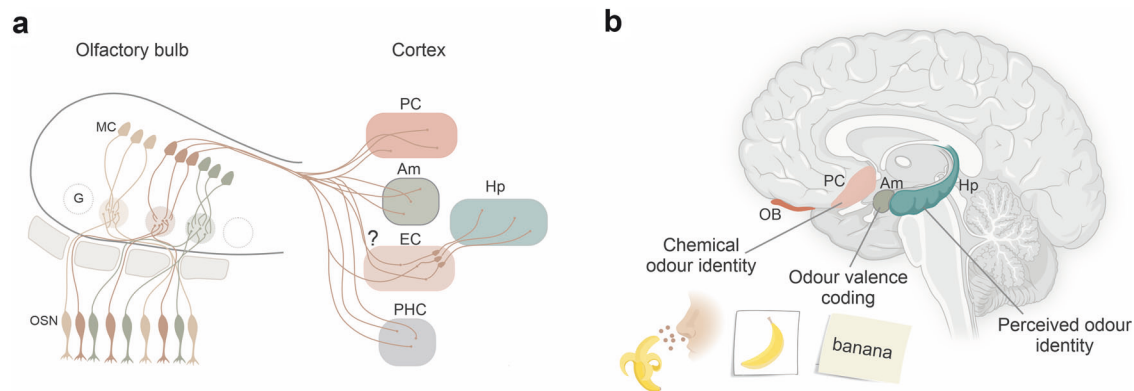 a
Olfactory bulb
Cortex
MC
G
OSN
PC
Am
Hp
?
EC
PHC
b
PC
Am
Hp
OB
Chemical
odour identity
Odour valence
coding
Perceived odour
identity
banana